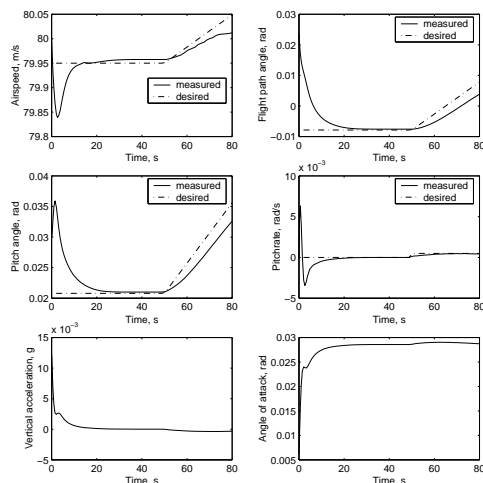 80.05
80
79.95
79.9
79.85
79.8
0 20 40 60 80
Time, s
Airspeed, m/s
measured
desired
0.03
0.02
0.01
0
−0.01
0 20 40 60 80
Time, s
Flight path angle, rad
measured
desired
0.04
0.035
0.03
0.025
0.02
0 20 40 60 80
Time, s
Pitch angle, rad
measured
desired
x 10⁻³
10
5
0
−5
0 20 40 60 80
Time, s
Pitchrate, rad/s
measured
desired
x 10⁻³
15
10
5
0
−5
0 20 40 60 80
Time, s
Vertical acceleration, g
0.03
0.025
0.02
0.015
0.01
0.005
0 20 40 60 80
Time, s
Angle of attack, rad